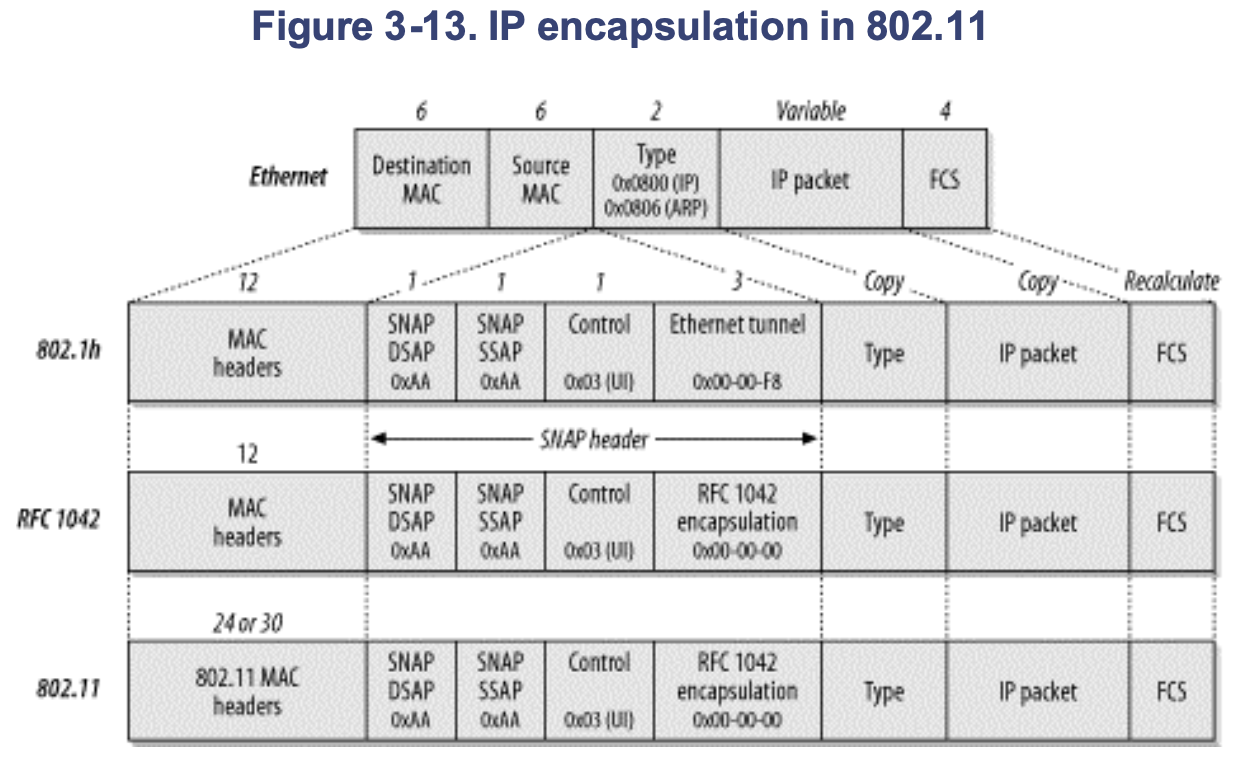 Figure 3-13. IP encapsulation in 802.11
6 6 2 Variable 4
Ethernet
Destination
MAC
Source
MAC
Type
0x0800 (IP)
0x0806 (ARP)
IP packet
FCS
12 1 1 1 3 Copy Copy Recalculate
802.1h
MAC
headers
SNAP
DSAP
0xAA
SNAP
SSAP
0xAA
Control
0x03 (UI)
Ethernet tunnel
0x00-00-F8
Type
IP packet
FCS
SNAP header
12
RFC 1042
MAC
headers
SNAP
DSAP
0xAA
SNAP
SSAP
0xAA
Control
0x03 (UI)
RFC 1042
encapsulation
0x00-00-00
Type
IP packet
FCS
24 or 30
802.11
802.11 MAC
headers
SNAP
DSAP
0xAA
SNAP
SSAP
0xAA
Control
0x03 (UI)
RFC 1042
encapsulation
0x00-00-00
Type
IP packet
FCS